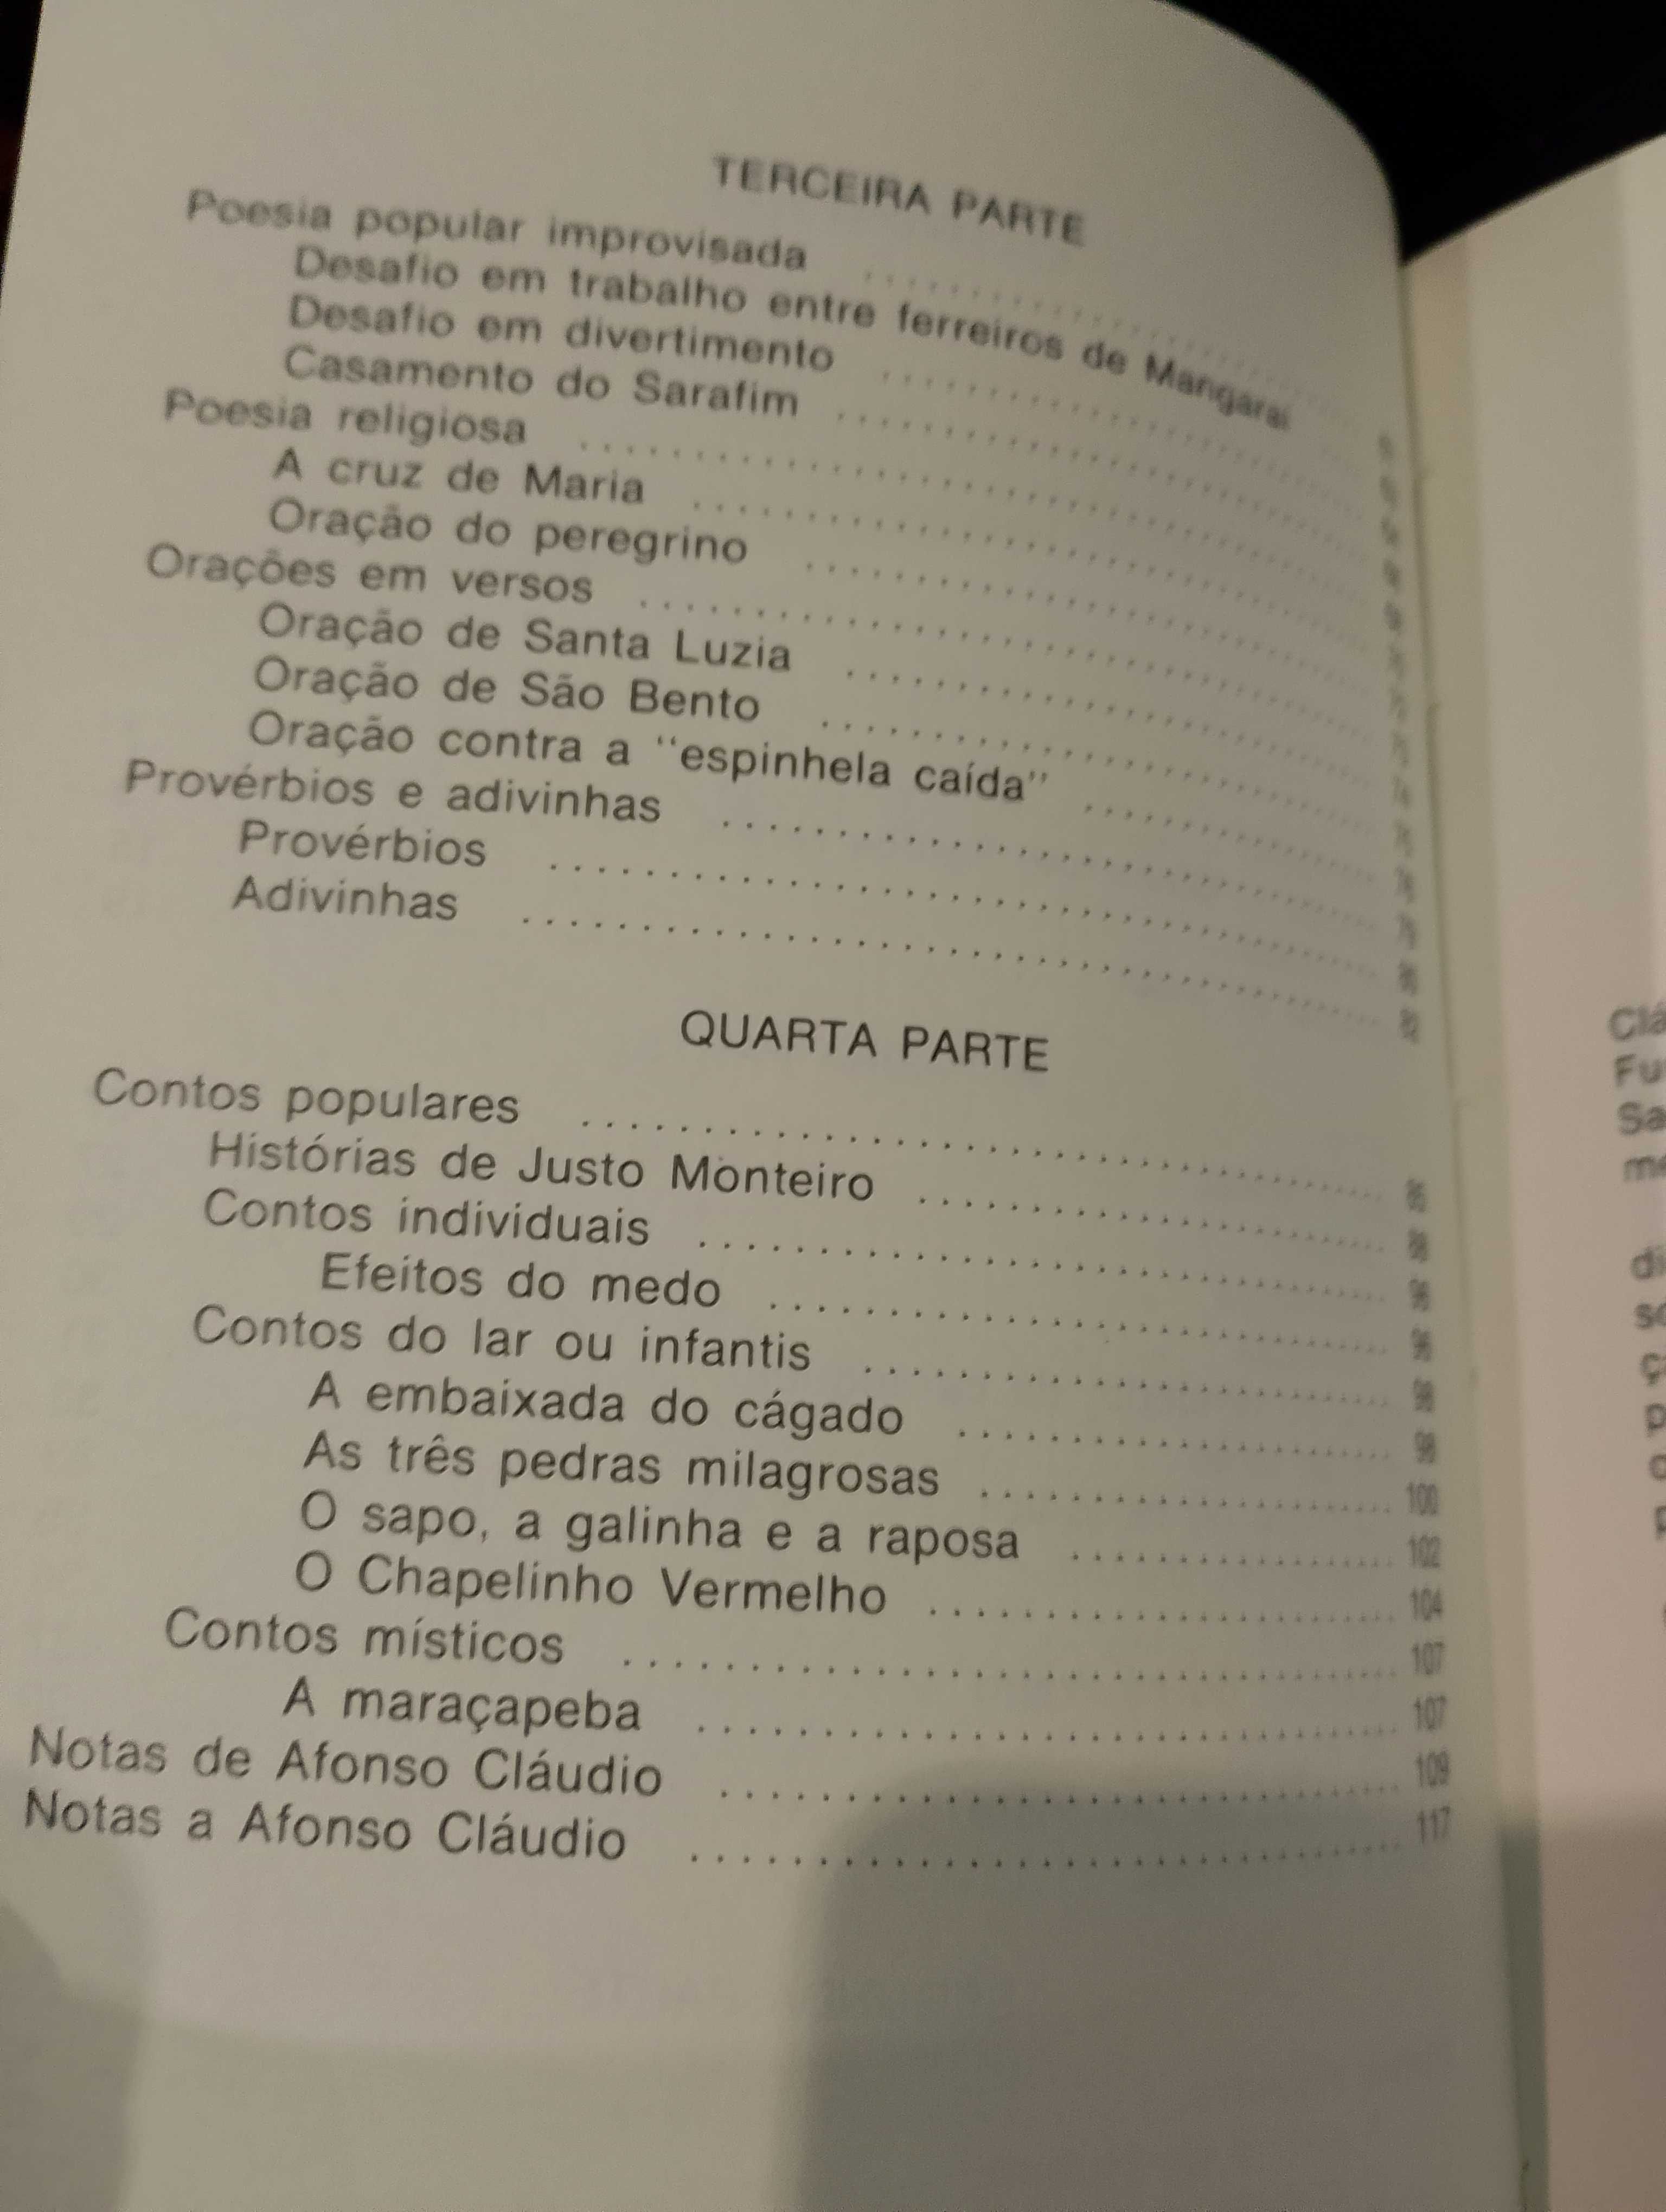 TERCEIRA PARTE
Poesia popular improvisada
Desafio em trabalho entre ferreiros de Mangarai
Desafio em divertimento
Casamento do Sarafim
Poesia religiosa
A cruz de Maria
Oração do peregrino
Orações em versos
Oração de Santa Luzia
Oração de São Bento
Oração contra a "espinhela caída"
Provérbios e adivinhas
Provérbios
Adivinhas
QUARTA PARTE
Contos populares
Histórias de Justo Monteiro
Contos individuais
Efeitos do medo
Contos do lar ou infantis
A embaixada do cágado ........ 98
As três pedras milagrosas ........ 100
O sapo, a galinha e a raposa ........ 102
O Chapelinho Vermelho ........ 104
Contos místicos ........ 107
A maraçapeba ........ 107
Notas de Afonso Cláudio ........ 109
Notas a Afonso Cláudio ........ 117